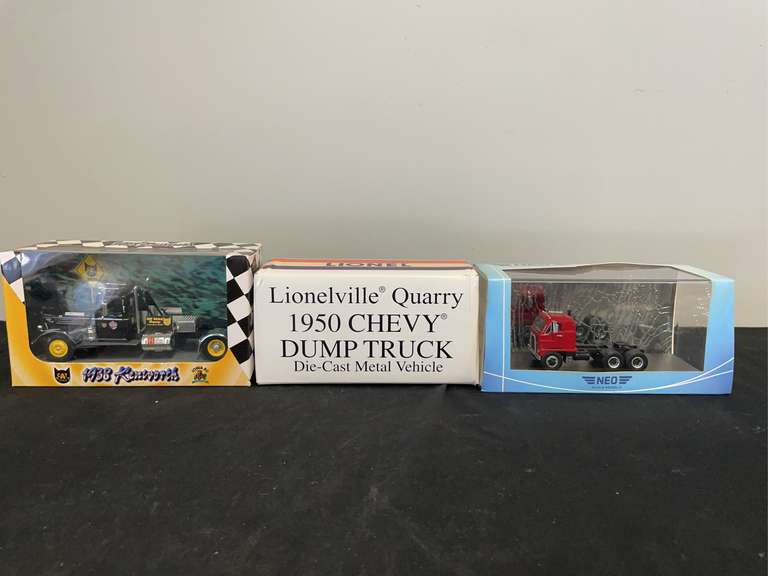 1938 Kenworth
LIONEL
Lionelville® Quarry
1950 CHEVY®
DUMP TRUCK
Die-Cast Metal Vehicle
NEO